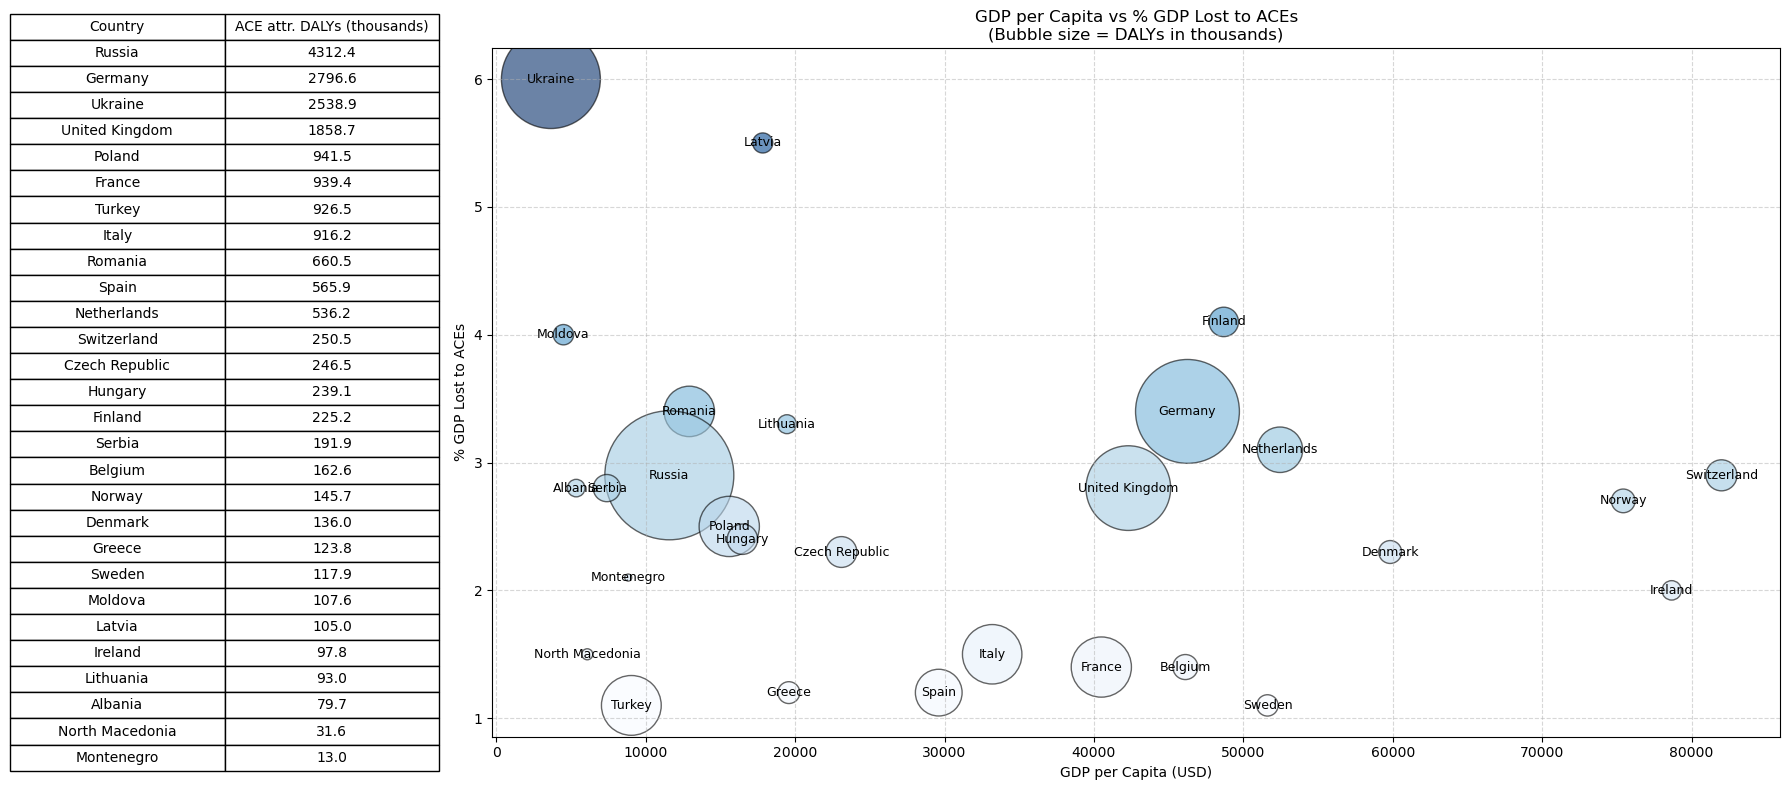 Country ACE attr. DALYs (thousands)
Russia 4312.4
Germany 2796.6
Ukraine 2538.9
United Kingdom 1858.7
Poland 941.5
France 939.4
Turkey 926.5
Italy 916.2
Romania 660.5
Spain 565.9
Netherlands 536.2
Switzerland 250.5
Czech Republic 246.5
Hungary 239.1
Finland 225.2
Serbia 191.9
Belgium 162.6
Norway 145.7
Denmark 136.0
Greece 123.8
Sweden 117.9
Moldova 107.6
Latvia 105.0
Ireland 97.8
Lithuania 93.0
Albania 79.7
North Macedonia 31.6
Montenegro 13.0
GDP per Capita vs % GDP Lost to ACEs
(Bubble size = DALYs in thousands)
% GDP Lost to ACEs
6
5
4
3
2
1
Ukraine
Latvia
Finland
Moldova
Romania
Germany
Lithuania
Netherlands
Russia
Switzerland
Albania
Serbia
United Kingdom
Norway
Poland
Hungary
Czech Republic
Denmark
Montenegro
Ireland
North Macedonia
Italy
France
Belgium
Greece
Spain
Turkey
Sweden
0 10000 20000 30000 40000 50000 60000 70000 80000
GDP per Capita (USD)